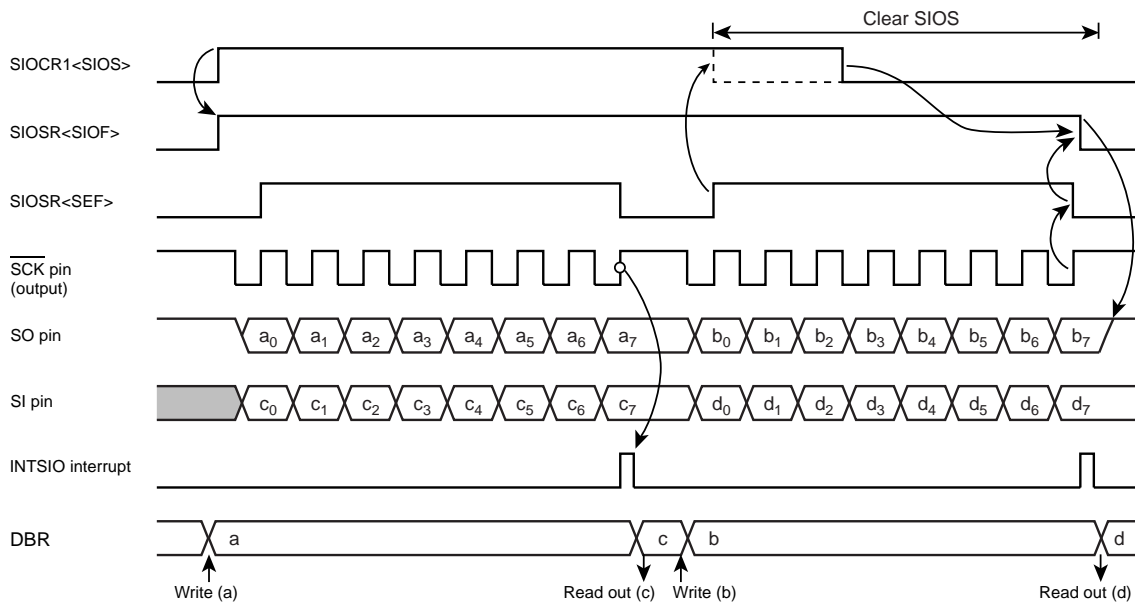 Clear SIOS
SIOCR1<SIOS>
SIOSR<SIOF>
SIOSR<SEF>
SCK pin
(output)
SO pin a0 a1 a2 a3 a4 a5 a6 a7 b0 b1 b2 b3 b4 b5 b6 b7
SI pin c0 c1 c2 c3 c4 c5 c6 c7 d0 d1 d2 d3 d4 d5 d6 d7
INTSIO interrupt
DBR a c b d
Write (a) Read out (c) Write (b) Read out (d)